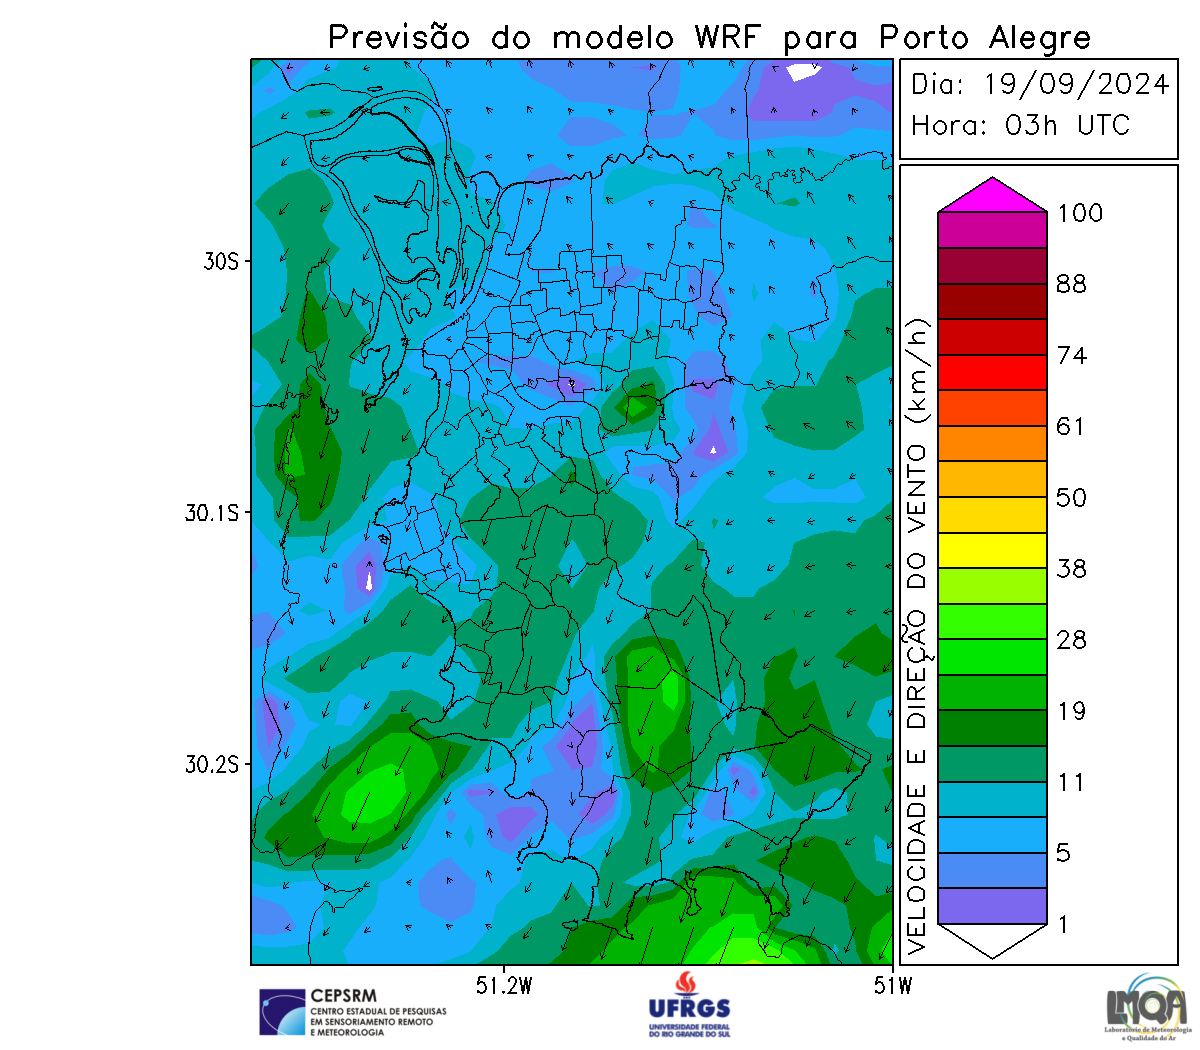 Previsão do modelo WRF para Porto Alegre
Dia: 19/09/2024
Hora: 03h UTC
100
88
74
61
50
38
28
19
11
5
1
VELOCIDADE E DIREÇÃO DO VENTO (km/h)
30S
30.1S
30.2S
51.2W
51W
CEPSRM
CENTRO ESTADUAL DE PESQUISAS
EM SENSORIAMENTO REMOTO
E METEOROLOGIA
UFRGS
UNIVERSIDADE FEDERAL
DO RIO GRANDE DO SUL
LMQA
Laboratório de Meteorologia
e Qualidade do Ar